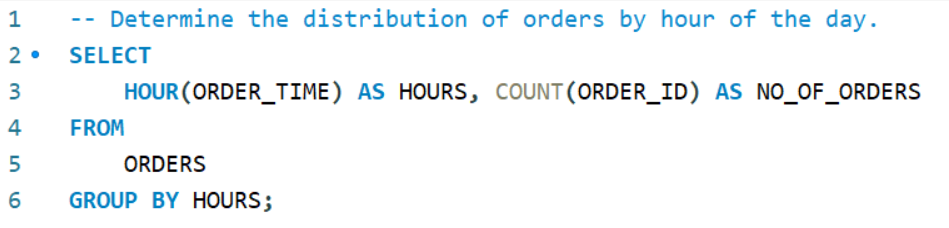 1 -- Determine the distribution of orders by hour of the day.
2 • SELECT
3 HOUR(ORDER_TIME) AS HOURS, COUNT(ORDER_ID) AS NO_OF_ORDERS
4 FROM
5 ORDERS
6 GROUP BY HOURS;